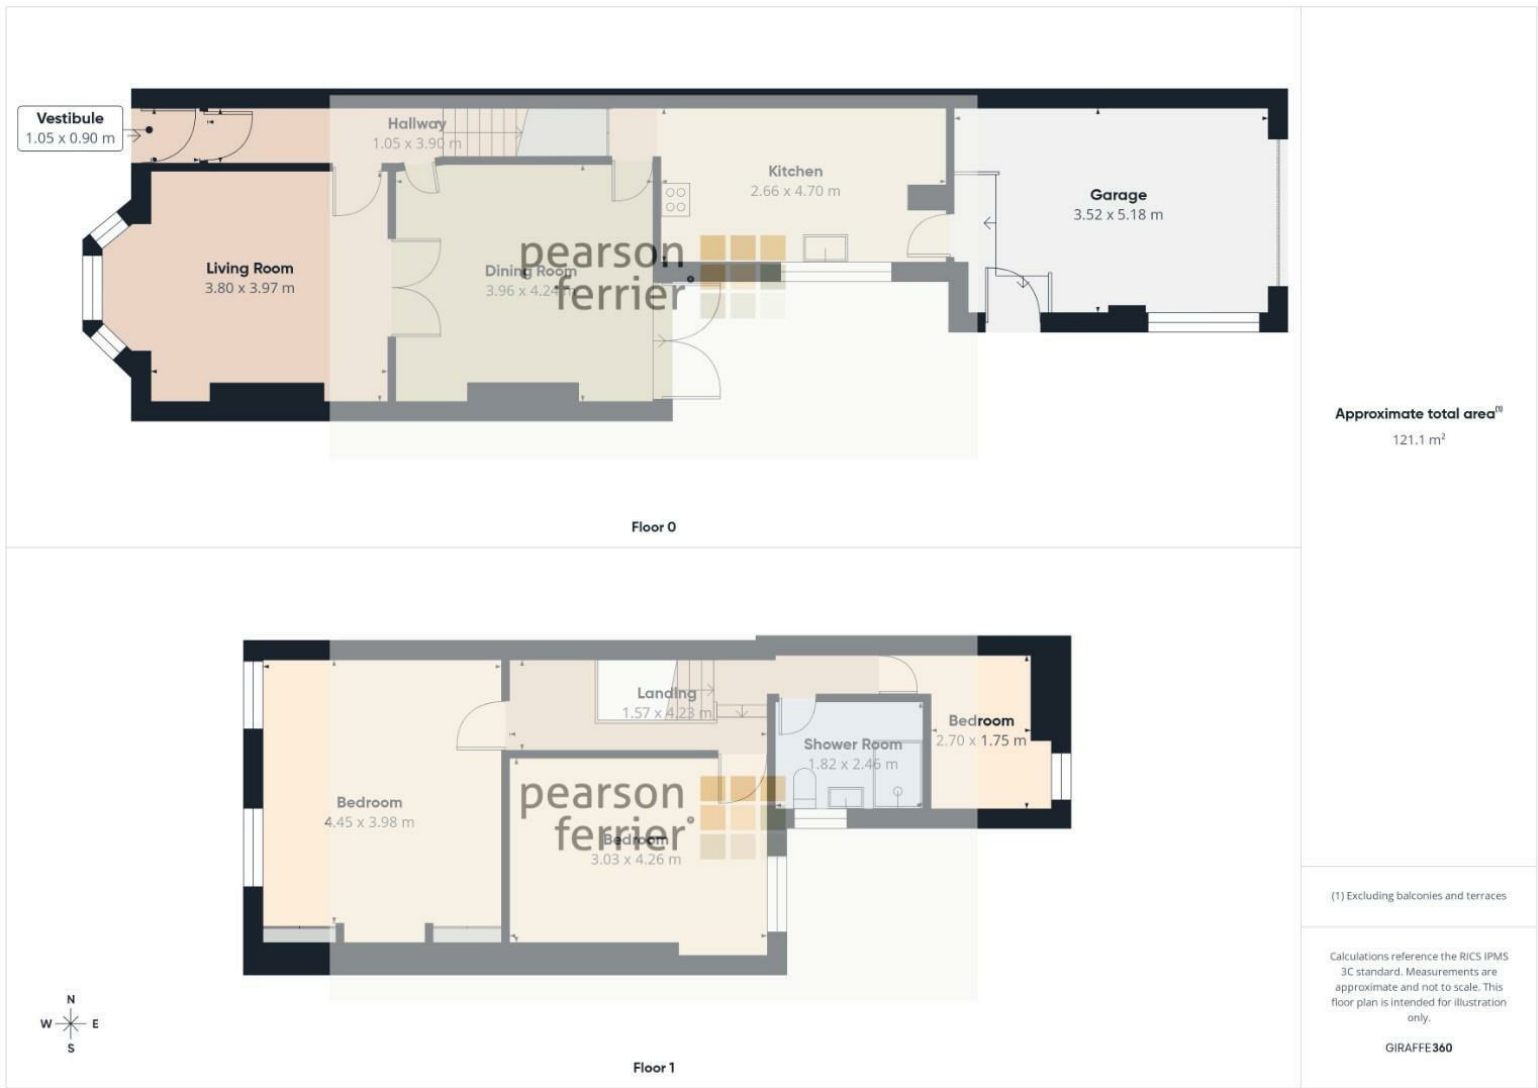 Vestibule
1.05 x 0.90 m
Hallway
1.05 x 3.90 m
Kitchen
2.66 x 4.70 m
Garage
3.52 x 5.18 m
Living Room
3.80 x 3.97 m
Dining Room
3.96 x 4.24 m
pearson
ferrier
Floor 0
Approximate total area(1)
121.1 m²
Landing
1.57 x 4.23 m
Bedroom
2.70 x 1.75 m
Shower Room
1.82 x 2.46 m
Bedroom
4.45 x 3.98 m
pearson
ferrier
Bedroom
3.03 x 4.26 m
(1) Excluding balconies and terraces
Calculations reference the RICS IPMS
3C standard. Measurements are
approximate and not to scale. This
floor plan is intended for illustration
only.
GIRAFFE360
N
W E
S
Floor 1